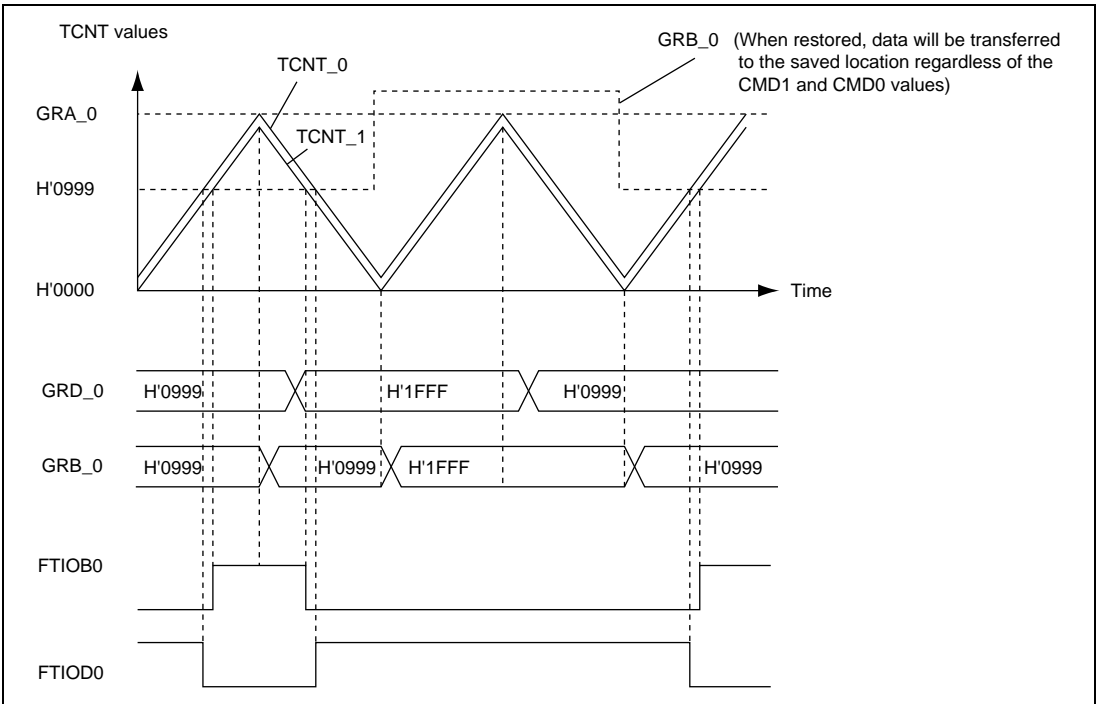 TCNT values
GRB_0 (When restored, data will be transferred
to the saved location regardless of the
CMD1 and CMD0 values)
TCNT_0
GRA_0
TCNT_1
H'0999
H'0000
Time
GRD_0 H'0999 H'1FFF H'0999
GRB_0 H'0999 H'0999 H'1FFF H'0999
FTIOB0
FTIOD0